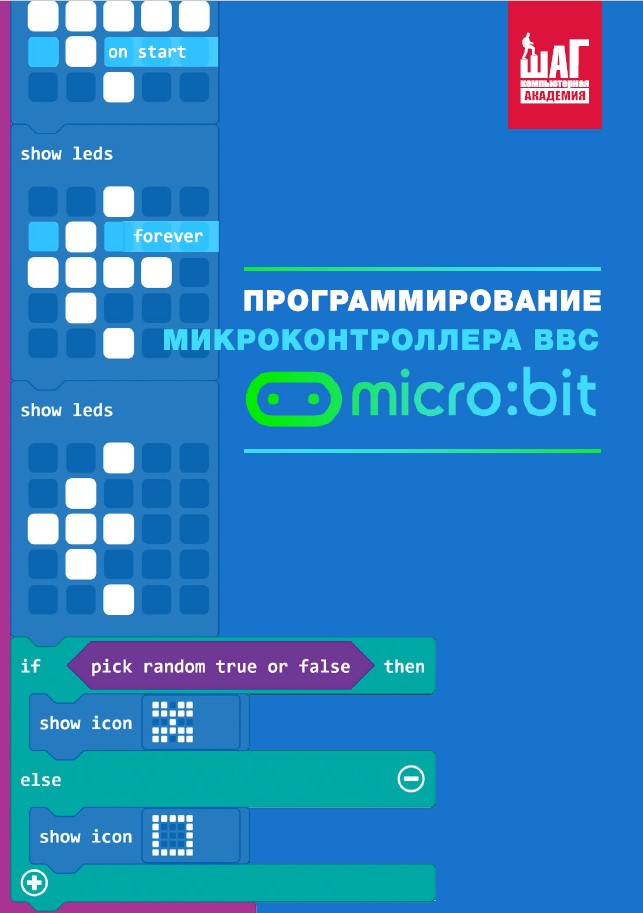 on start
ШАГ
КОМПЬЮТЕРНАЯ
АКАДЕМИЯ
show leds
forever
ПРОГРАММИРОВАНИЕ
МИКРОКОНТРОЛЛЕРА BBC
micro:bit
show leds
if pick random true or false then
show icon
else
show icon